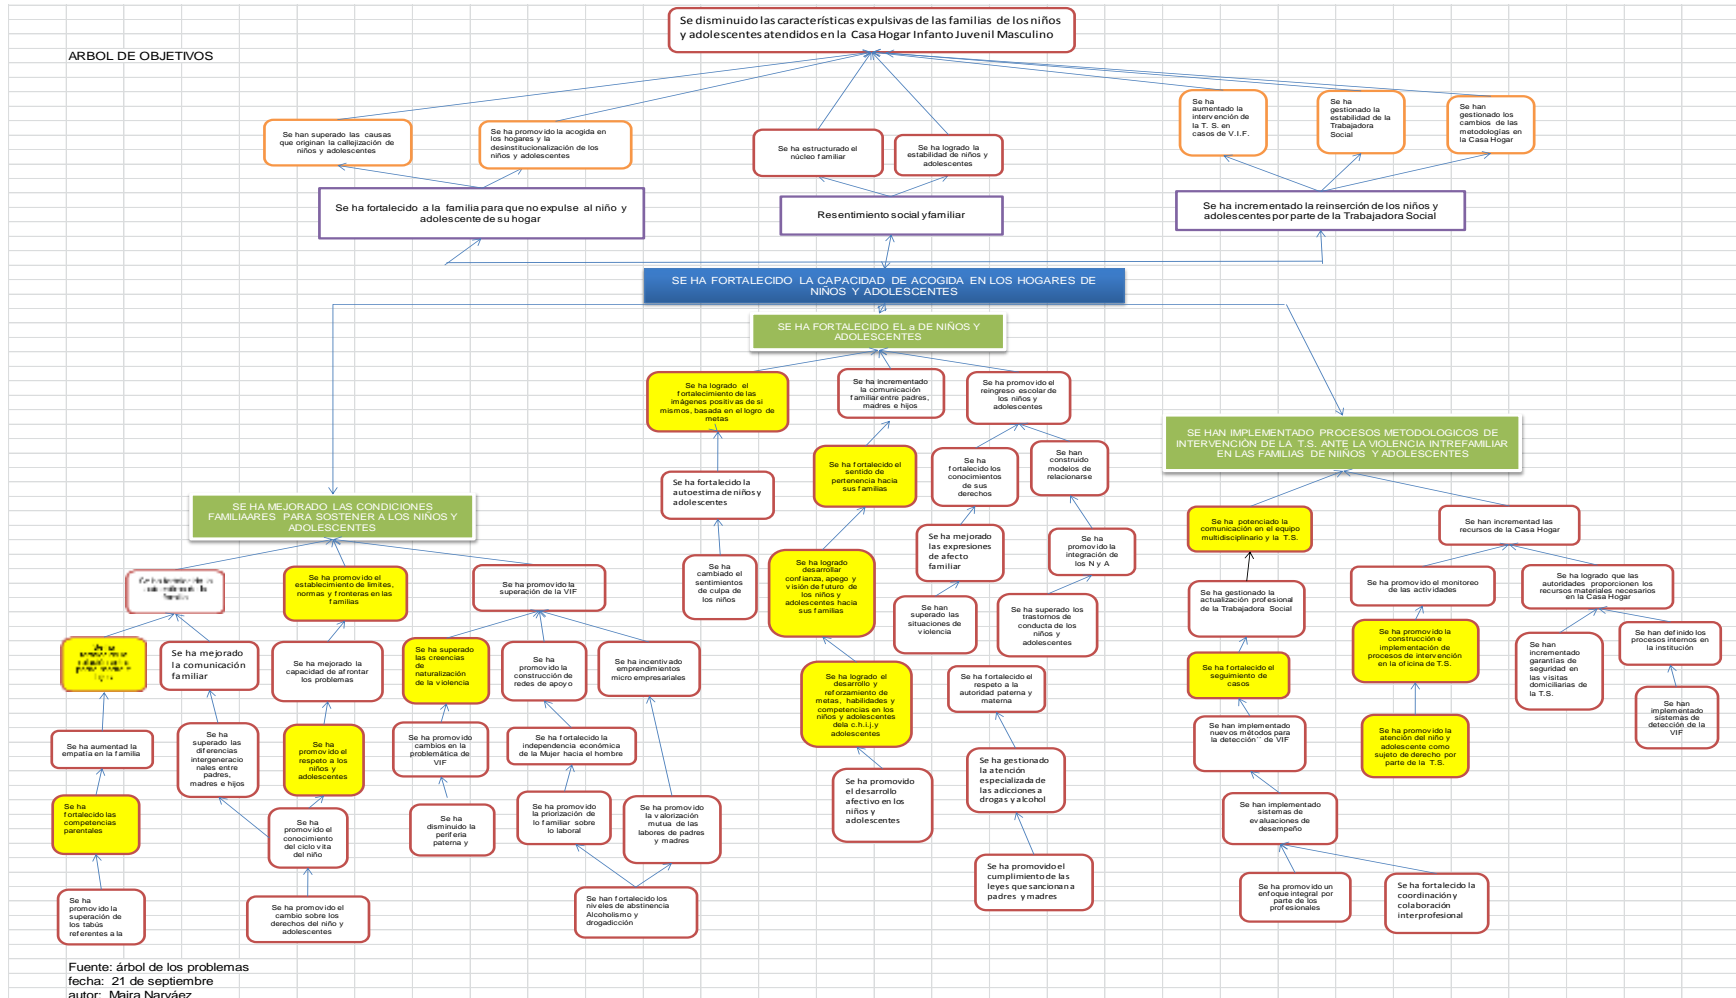 Se disminuido las características expulsivas de las familias de los niños
y adolescentes atendidos en la Casa Hogar Infanto Juvenil Masculino
ARBOL DE OBJETIVOS
Se han superado las causas
que originan la callejización de
niños y adolescentes
Se ha promovido la acogida en
los hogares y la
desinstitucionalización de los
niños y adolescentes
Se ha estructurado el
núcleo familiar
Se ha logrado la
estabilidad de niños y
adolescentes
Se ha
aumentado la
intervención de
la T. S. en
casos de V.I.F.
Se ha
gestionado la
estabilidad de la
Trabajadora
Social
Se han
gestionado los
cambios de las
metodologías en
la Casa Hogar
Se ha fortalecido a la familia para que no expulse al niño y
adolescente de su hogar
Resentimiento social y familiar
Se ha incrementado la reinserción de los niños y
adolescentes por parte de la Trabajadora Social
SE HA FORTALECIDO LA CAPACIDAD DE ACOGIDA EN LOS HOGARES DE
NIÑOS Y ADOLESCENTES
SE HA FORTALECIDO EL a DE NIÑOS Y
ADOLESCENTES
SE HA MEJORADO LAS CONDICIONES
FAMILIAARES PARA SOSTENER A LOS NIÑOS Y
ADOLESCENTES
SE HAN IMPLEMENTADO PROCESOS METODOLOGICOS DE
INTERVENCIÓN DE LA T.S. ANTE LA VIOLENCIA INTREFAMILIAR
EN LAS FAMILIAS DE NIIÑOS Y ADOLESCENTES
Se ha promovido el
establecimiento de limites,
normas y fronteras en las
familias
Se ha promovido la
superación de la VIF
Se ha mejorado
la comunicación
familiar
Se ha mejorado la
capacidad de afrontar
los problemas
Se ha
superado las
creencias
de
naturalización
de la violencia
Se ha
promovido la
construcción de
redes de apoyo
Se ha incentivado
emprendimientos
micro empresariales
Se ha aumentad la
empatía en la familia
Se ha
superado las
diferencias
intergeneracio
nales entre
padres,
madres e hijos
Se ha
promovido el
respeto a los
niños y
adolescentes
Se ha promovido
cambios en la
problemática de
VIF
Se ha fortalecido la
independencia económica
de la Mujer hacia el hombre
Se ha
fortalecido las
competencias
parentales
Se ha
promovido el
conocimiento
del ciclo vita
del niño
Se ha
disminuido la
periferia
paterna y
Se ha promovido
la priorización de
lo familiar sobre
lo laboral
Se ha promovido
la valorización
mutua de las
labores de padres
y madres
Se ha
promovido la
superación de
los tabús
referentes a la
Se ha promovido el
cambio sobre los
derechos del niño y
adolescentes
Se han fortalecido los
niveles de abstinencia
Alcoholismo y
drogadicción
Se ha logrado el
fortalecimiento de las
imágenes positivas de si
mismos, basada en el logro de
metas
Se ha incrementado
la comunicación
familiar entre padres,
madres e hijos
Se ha promovido el
reingreso escolar de
los niños y
adolescentes
Se ha fortalecido la
autoestima de niños y
adolescentes
Se ha fortalecido el
sentido de
pertenencia hacia
sus familias
Se ha
fortalecido los
conocimientos
de sus
derechos
Se han
construido
modelos de
relacionarse
Se ha
cambiado el
sentimientos
de culpa de
los niños
Se ha logrado
desarrollar
confianza, apego y
visión de futuro de
los niños y
adolescentes hacia
sus familias
Se ha mejorado
las expresiones
de afecto
familiar
Se ha
promovido la
integración de
los N y A
Se han
superado las
situaciones de
violencia
Se ha superado los
trastornos de
conducta de los
niños y
adolescentes
Se ha logrado el
desarrollo y
reforzamiento de
metas, habilidades
y competencias en los
niños y adolescentes
dela c.h.i.j.y
adolescentes
Se ha fortalecido el
respeto a la
autoridad paterna y
materna
Se ha promovido
el desarrollo
afectivo en los
niños y
adolescentes
Se ha gestionado
la atención
especializada de
las adicciones a
drogas y alcohol
Se ha promovido el
cumplimiento de las
leyes que sancionan a
padres y madres
Se ha potenciado la
comunicación en el equipo
multidisciplinario y la T.S.
Se han incrementad las
recursos de la Casa Hogar
Se ha gestionado la
actualización profesional
de la Trabajadora Social
Se ha promovido el monitoreo
de las actividades
Se ha logrado que las
autoridades proporcionen los
recursos materiales necesarios
en la Casa Hogar
Se ha fortalecido el
seguimiento de
casos
Se ha promovido la
construcción e
implementación de
procesos de intervención
en la oficina de T.S.
Se han
incrementado
garantías de
seguridad en
las visitas
domiciliarias de
la T.S.
Se han definido los
procesos internos en
la institución
Se han implementado
nuevos métodos para
la detección`` de VIF
Se ha promovido la
atención del niño y
adolescente como
sujeto de derecho por
parte de la T.S.
Se han
implementado
sistemas de
detección de la
VIF
Se han implementado
sistemas de
evaluaciones de
desempeño
Se ha promovido un
enfoque integral por
parte de los
profesionales
Se ha fortalecido la
coordinación y
colaboración
interprofesional
Fuente: árbol de los problemas
fecha: 21 de septiembre
autor: Maira Narváez